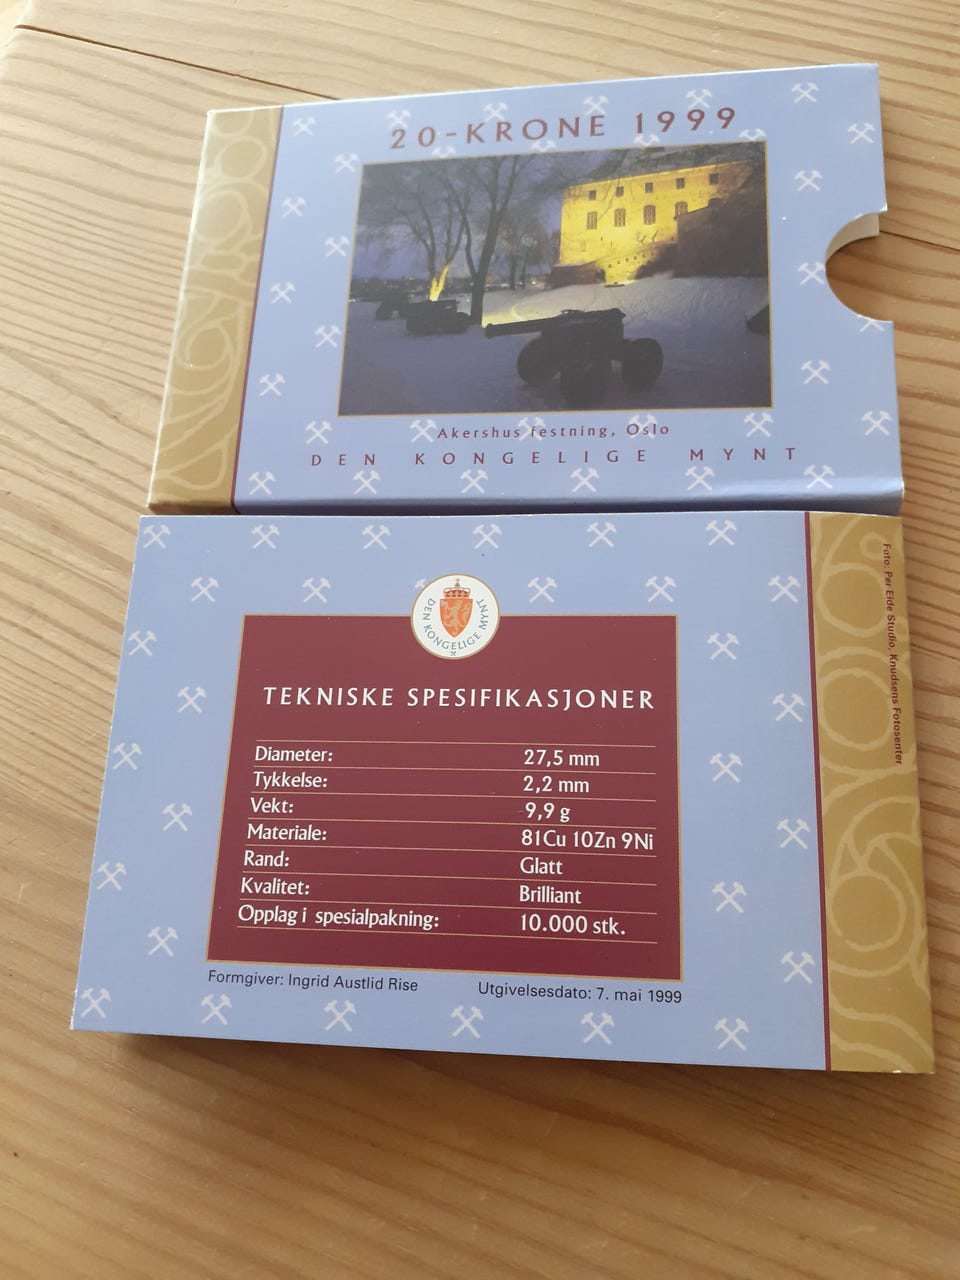 20-KRONE 1999
Akershus festning, Oslo
DEN KONGELIGE MYNT
DEN KONGELIGE MYNT
TEKNISKE SPESIFIKASJONER
Diameter: 27,5 mm
Tykkelse: 2,2 mm
Vekt: 9,9 g
Materiale: 81Cu 10Zn 9Ni
Rand: Glatt
Kvalitet: Brilliant
Opplag i spesialpakning: 10.000 stk.
Formgiver: Ingrid Austlid Rise Utgivelsesdato: 7. mai 1999
Foto: Per Eide Studio, Knudsens Fotosenter